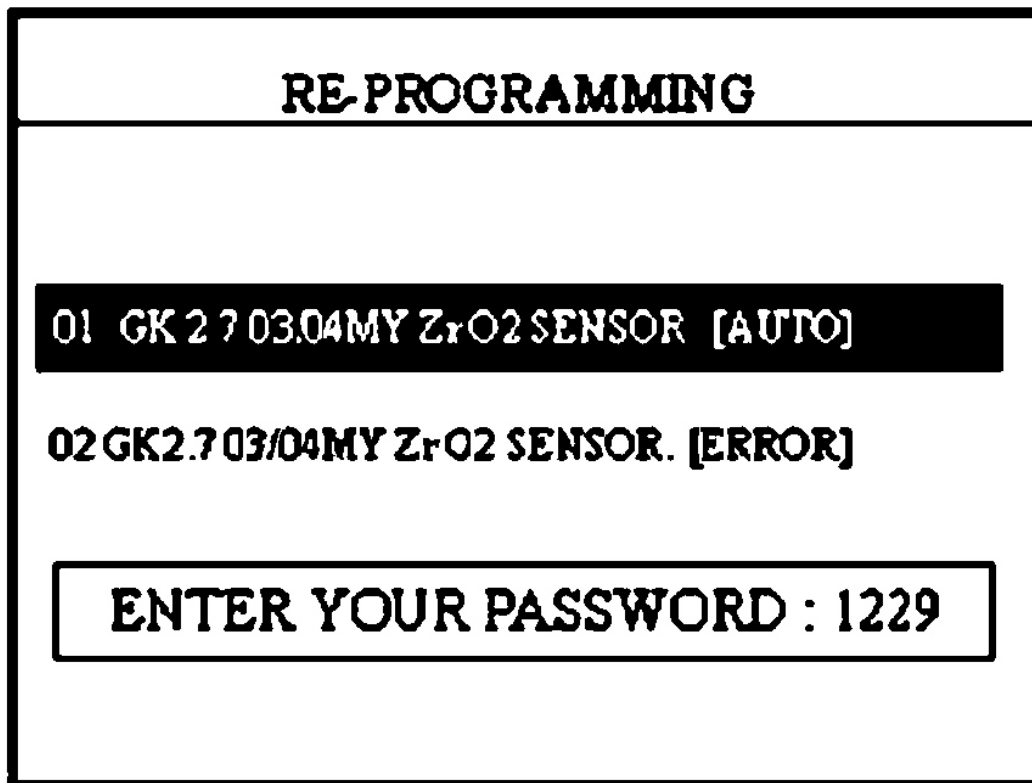 RE-PROGRAMMING
01 GK 2 7 03.04MY ZrO2 SENSOR [AUTO]
02 GK2.7 03/04MY ZrO2 SENSOR. [ERROR]
ENTER YOUR PASSWORD : 1229